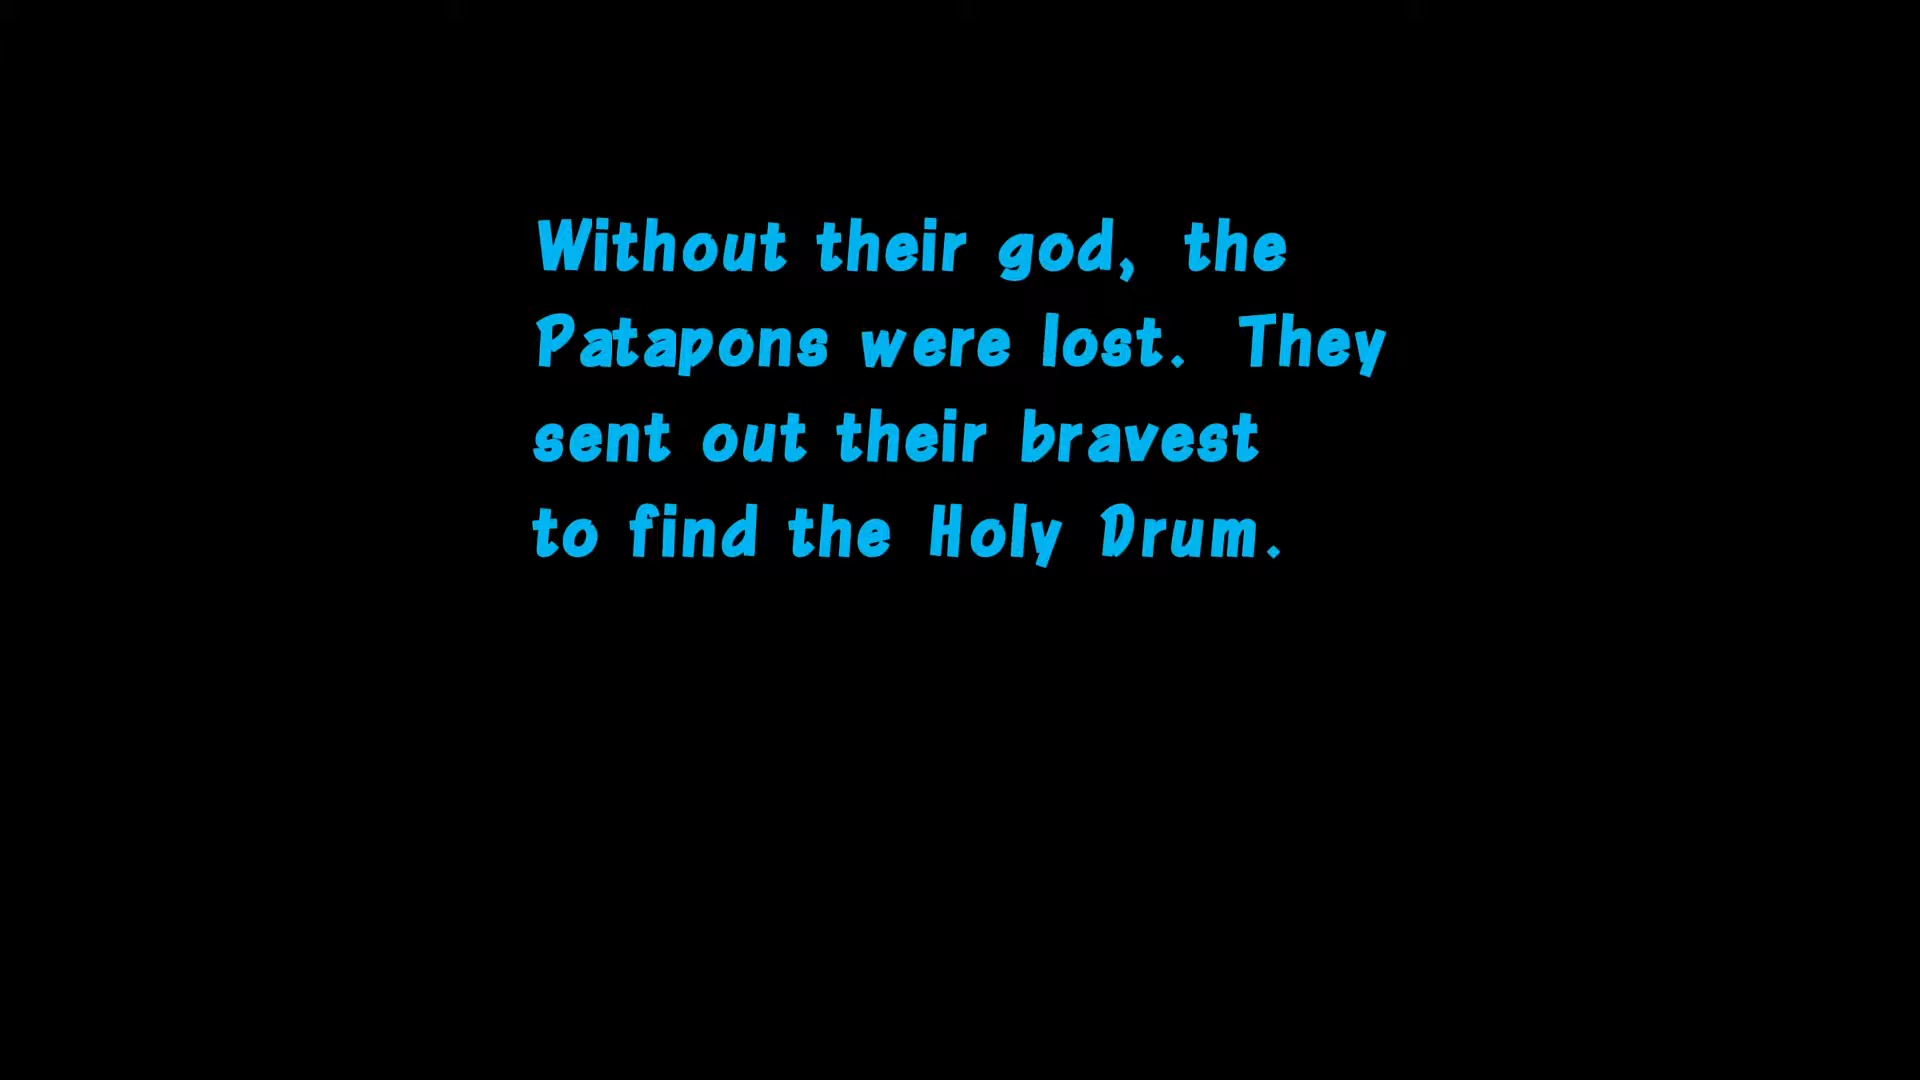 Without their god, the
Patapons were lost. They
sent out their bravest
to find the Holy Drum.